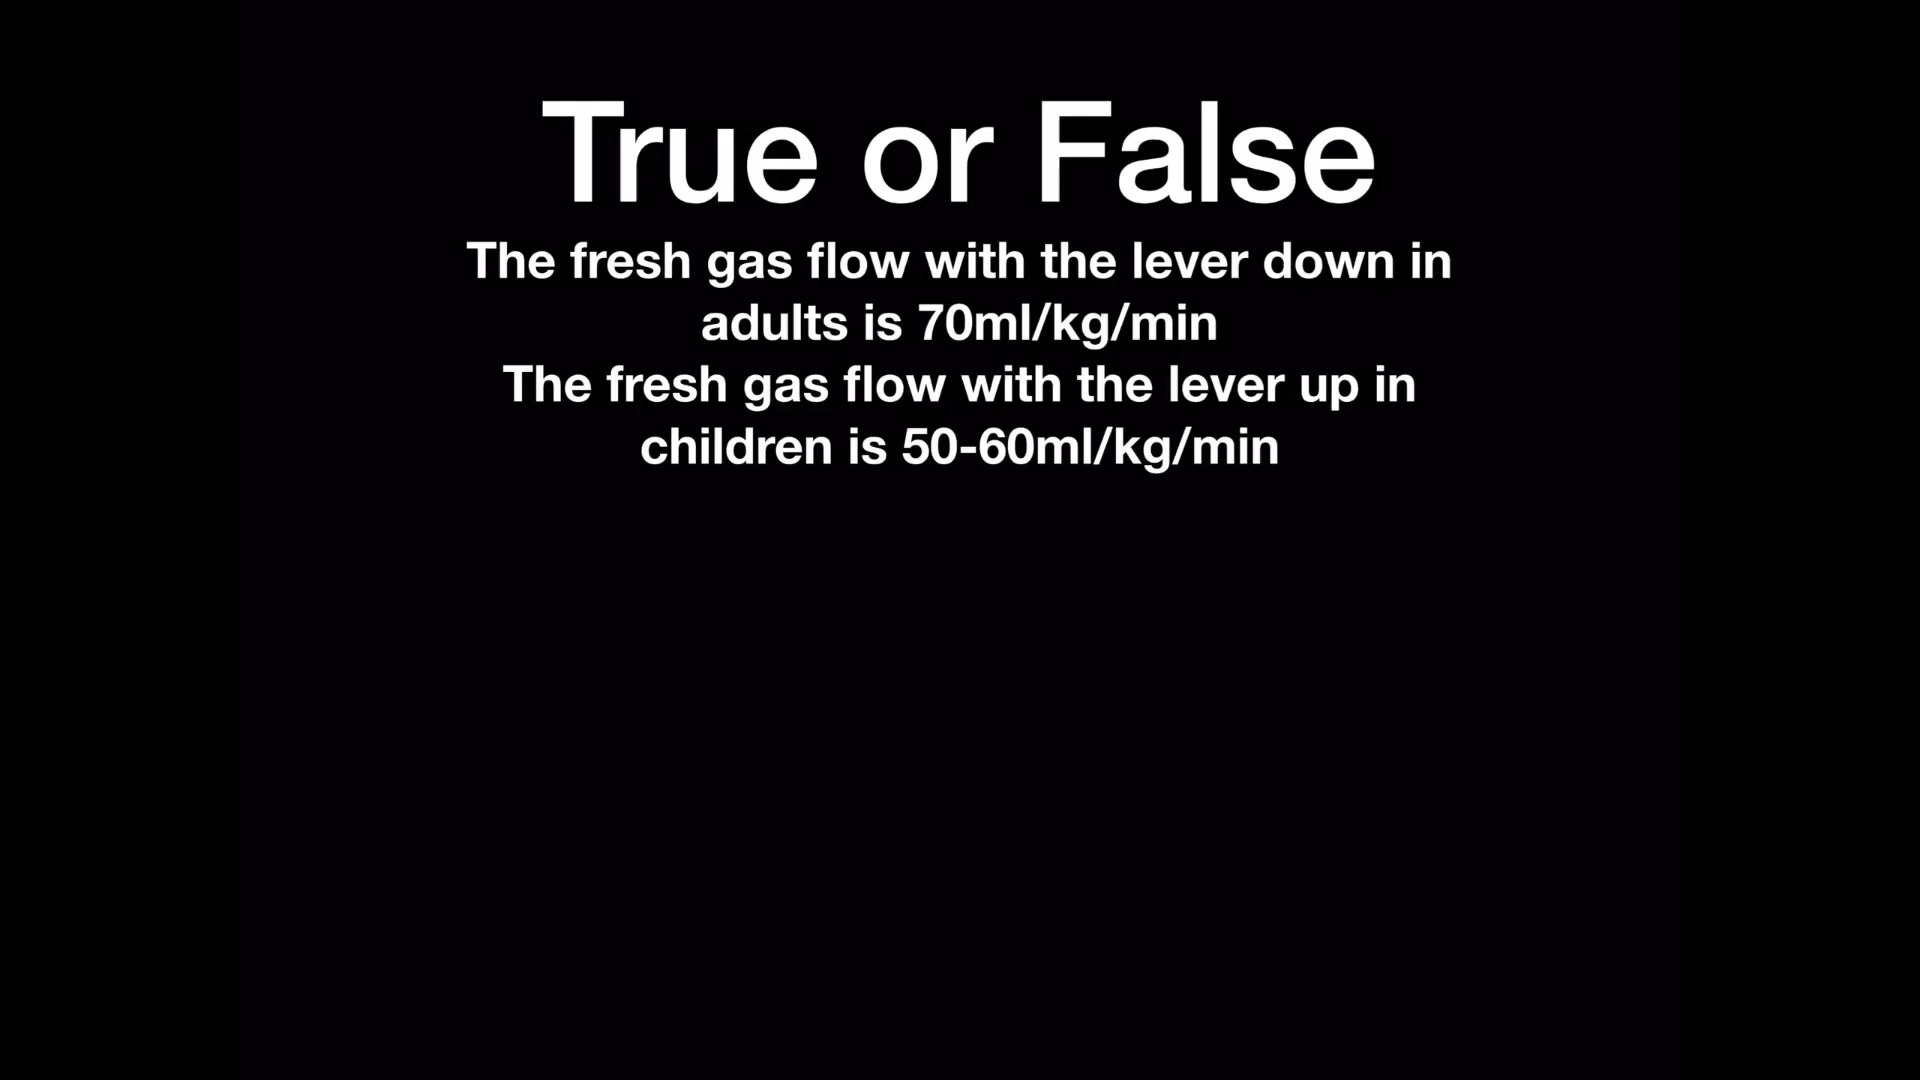 True or False
The fresh gas flow with the lever down in
adults is 70ml/kg/min
The fresh gas flow with the lever up in
children is 50-60ml/kg/min